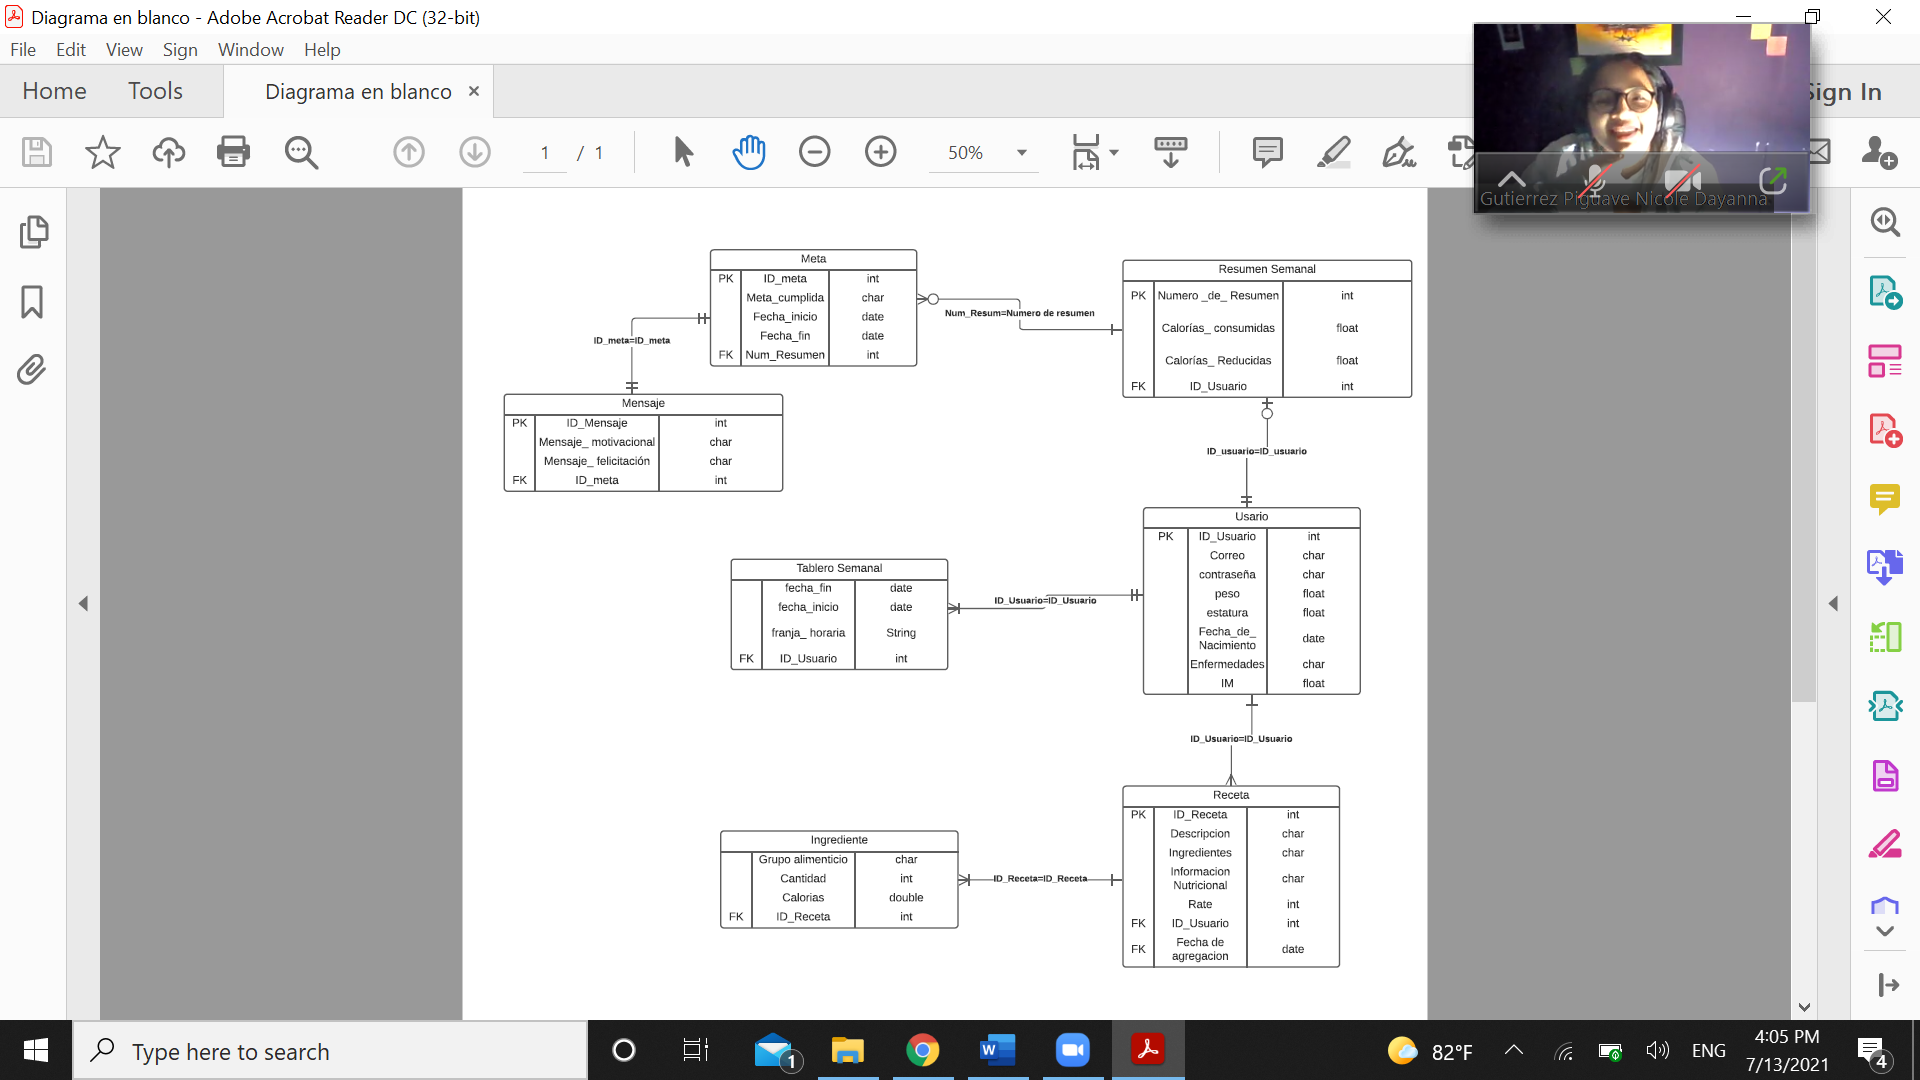 Diagrama en blanco - Adobe Acrobat Reader DC (32-bit)
File Edit View Sign Window Help
Home Tools Diagrama en blanco × Sign In
1 / 1 50%
Gutierrez Piguave Nicole Dayanna
Meta
PK ID_meta int
Meta_cumplida char
Fecha_inicio date
Fecha_fin date
FK Num_Resumen int
Num_Resum=Numero de resumen
Resumen Semanal
PK Numero _de_ Resumen int
Calorías_ consumidas float
Calorías_ Reducidas float
FK ID_Usuario int
ID_meta=ID_meta
Mensaje
PK ID_Mensaje int
Mensaje_ motivacional char
Mensaje_ felicitación char
FK ID_meta int
ID_usuario=ID_usuario
Usario
PK ID_Usuario int
Correo char
contraseña char
peso float
estatura float
Fecha_de_
Nacimiento date
Enfermedades char
IM float
Tablero Semanal
fecha_fin date
fecha_inicio date
franja_ horaria String
FK ID_Usuario int
ID_Usuario=ID_Usuario
ID_Usuario=ID_Usuario
Receta
PK ID_Receta int
Descripcion char
Ingredientes char
Informacion
Nutricional char
Rate int
FK ID_Usuario int
FK Fecha de
agregacion date
Ingrediente
Grupo alimenticio char
Cantidad int
Calorias double
FK ID_Receta int
ID_Receta=ID_Receta
Type here to search
1
82°F
ENG
4:05 PM
7/13/2021
4